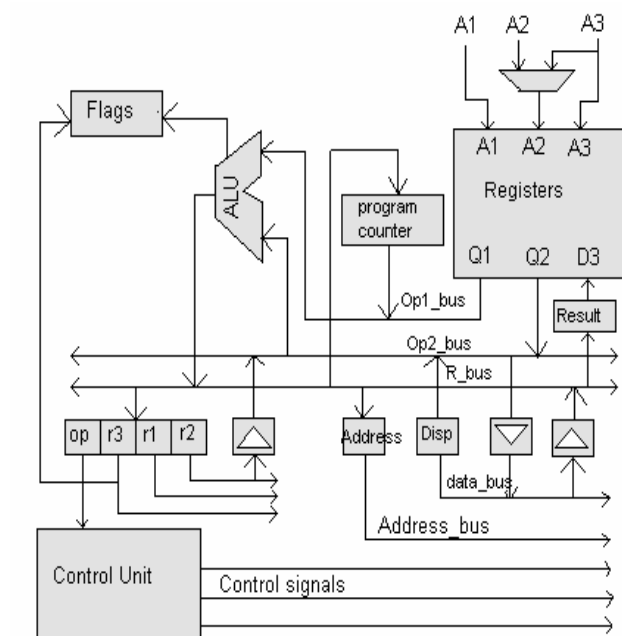 A1 A2 A3
Flags
A1 A2 A3
Registers
ALU
program
counter
Q1 Q2 D3
Op1_bus
Result
Op2_bus
R_bus
op r3 r1 r2
Address
Disp
data_bus
Address_bus
Control Unit
Control signals